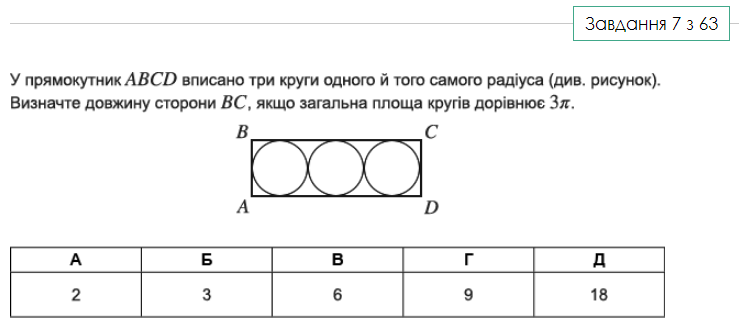 Завдання 7 з 63
У прямокутник ABCD вписано три круги одного й того самого радіуса (див. рисунок).
Визначте довжину сторони BC, якщо загальна площа кругів дорівнює 3π.
B C
A D
А Б В Г Д
2 3 6 9 18